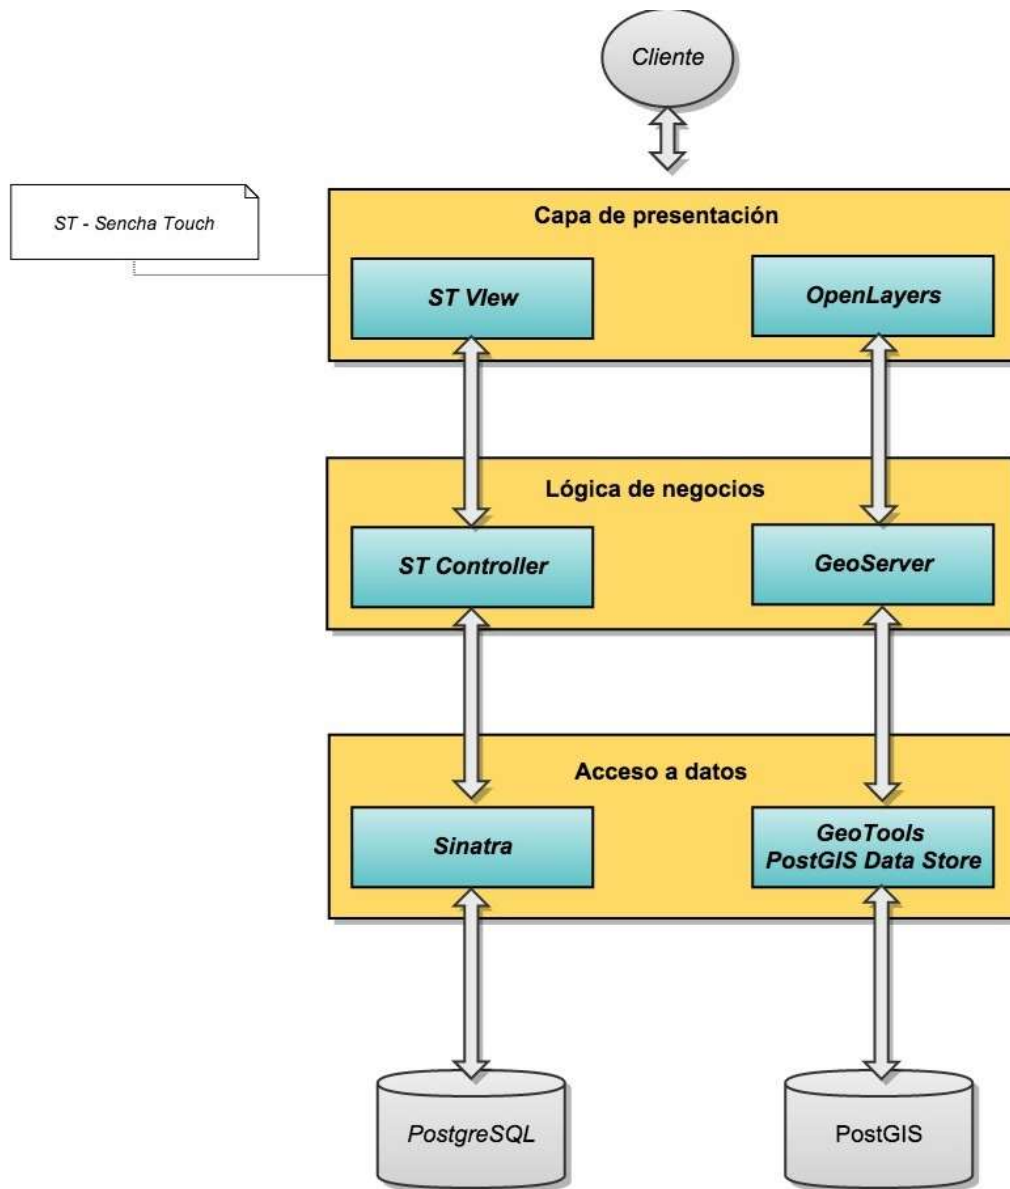 Cliente
ST - Sencha Touch
Capa de presentación
ST VIew
OpenLayers
Lógica de negocios
ST Controller
GeoServer
Acceso a datos
Sinatra
GeoTools
PostGIS Data Store
PostgreSQL
PostGIS